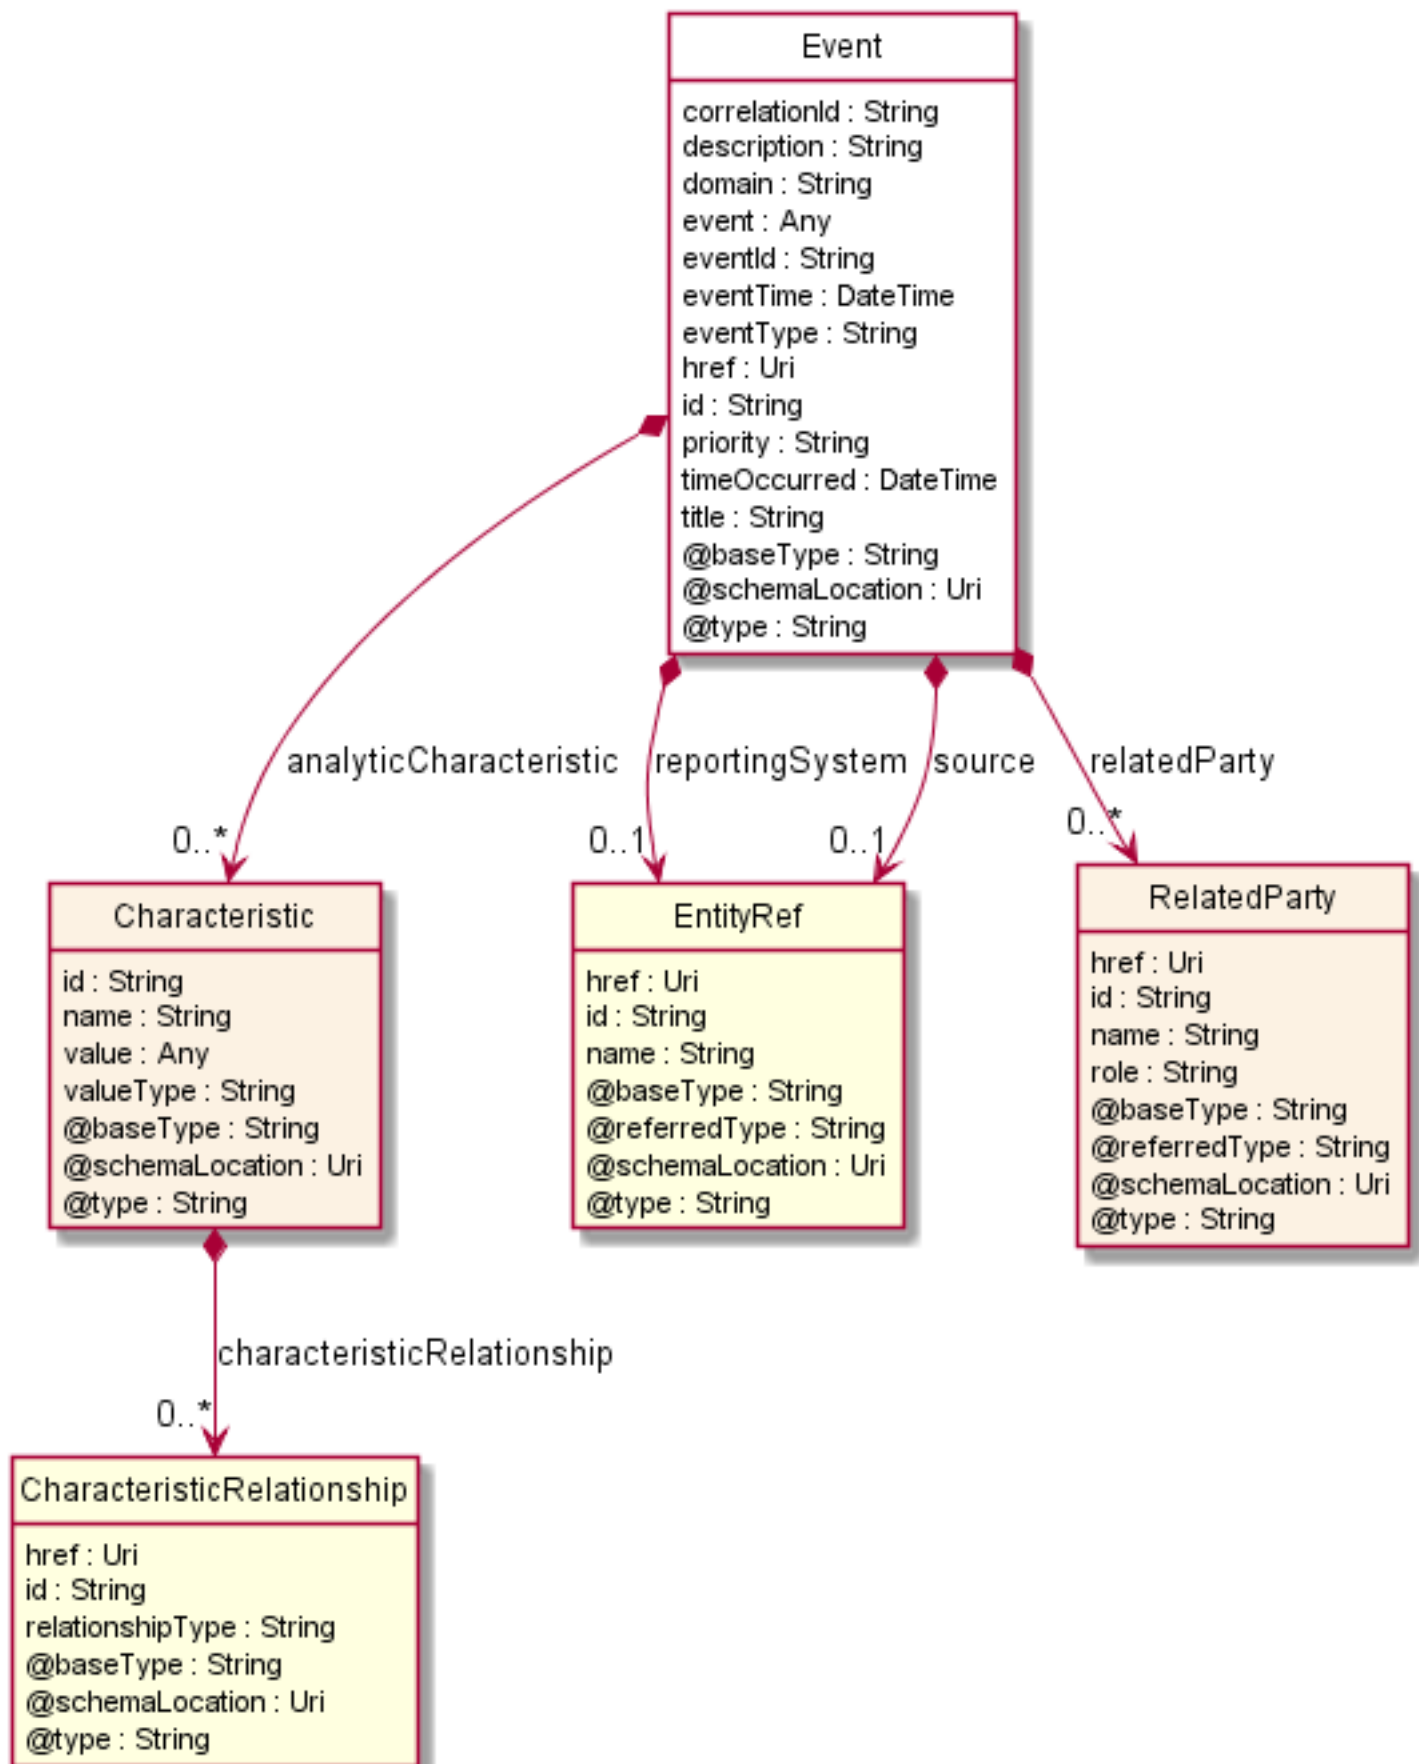 Event
correlationId : String
description : String
domain : String
event : Any
eventId : String
eventTime : DateTime
eventType : String
href : Uri
id : String
priority : String
timeOccurred : DateTime
title : String
@baseType : String
@schemaLocation : Uri
@type : String
analyticCharacteristic
reportingSystem
source
relatedParty
0..*
0..1
0..1
0..*
Characteristic
id : String
name : String
value : Any
valueType : String
@baseType : String
@schemaLocation : Uri
@type : String
EntityRef
href : Uri
id : String
name : String
@baseType : String
@referredType : String
@schemaLocation : Uri
@type : String
RelatedParty
href : Uri
id : String
name : String
role : String
@baseType : String
@referredType : String
@schemaLocation : Uri
@type : String
characteristicRelationship
0..*
CharacteristicRelationship
href : Uri
id : String
relationshipType : String
@baseType : String
@schemaLocation : Uri
@type : String